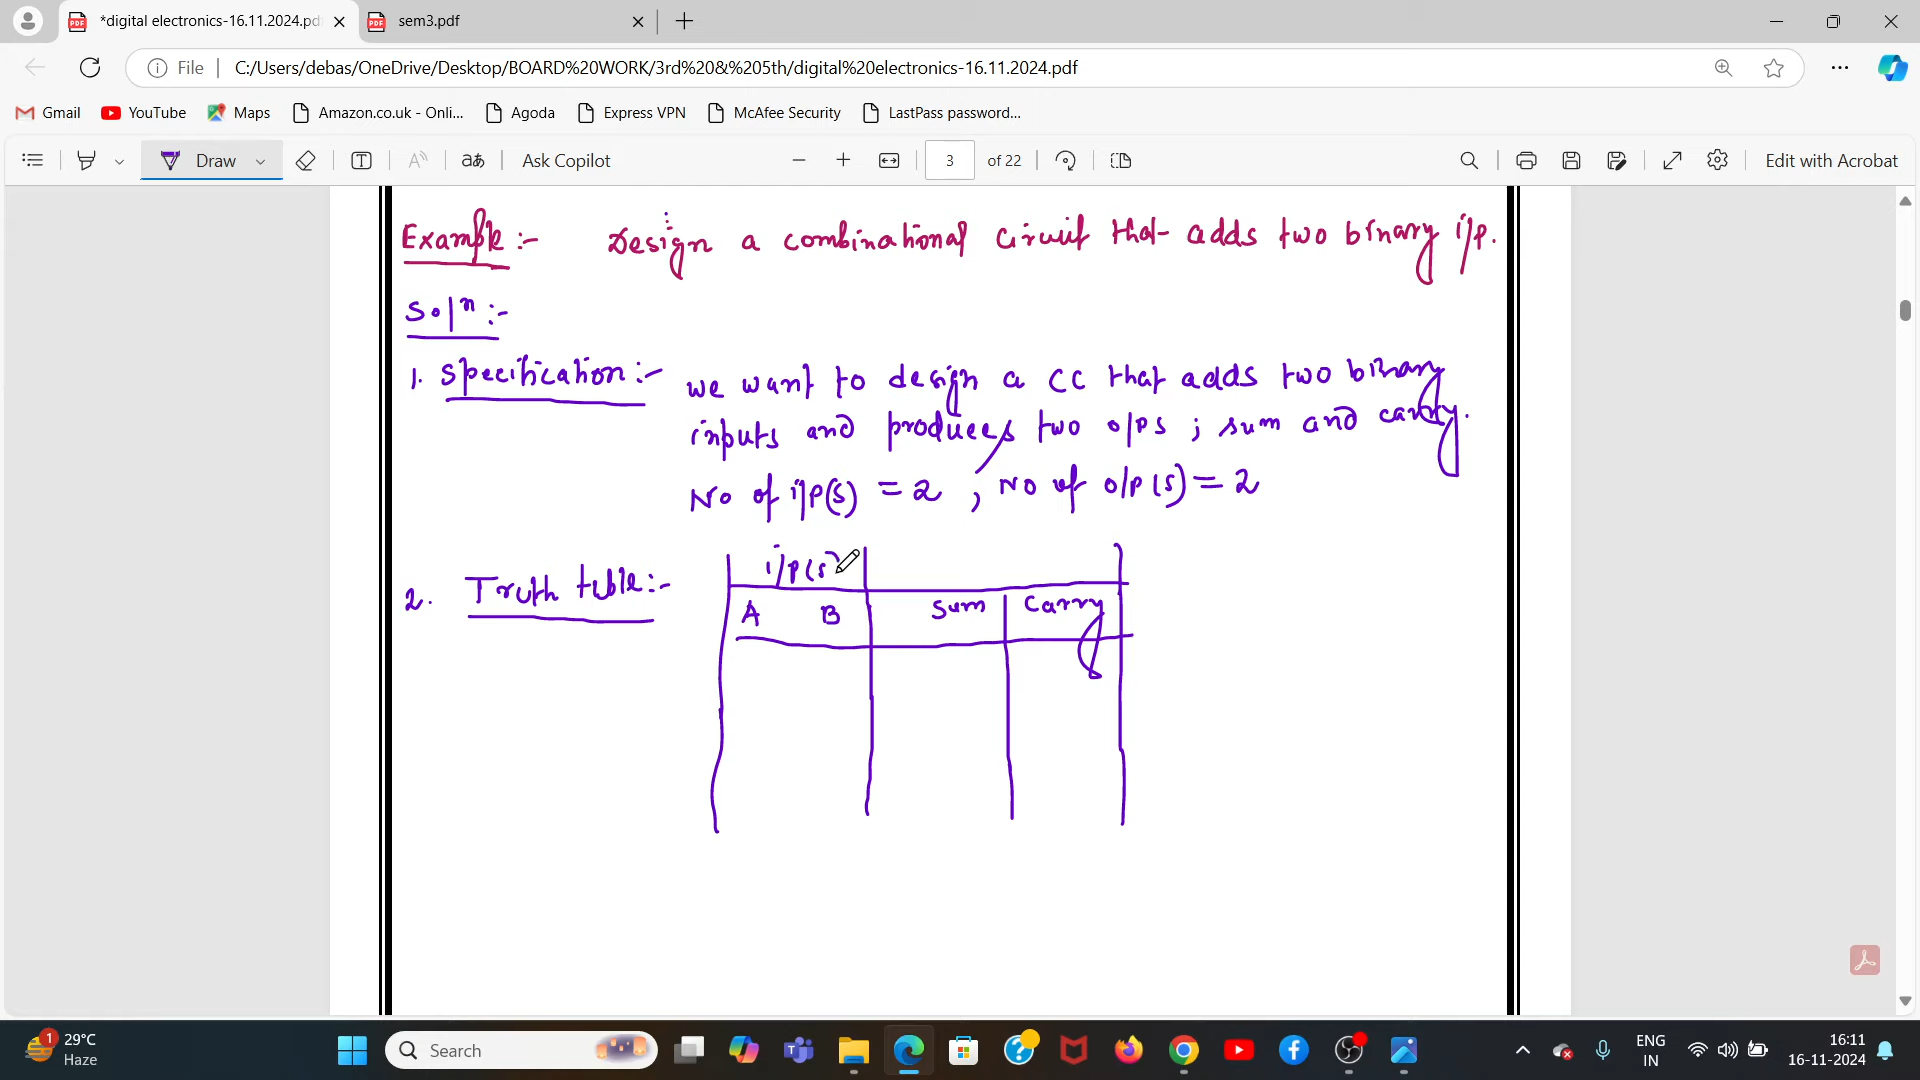 *digital electronics-16.11.2024.pd
sem3.pdf
File
C:/Users/debas/OneDrive/Desktop/BOARD%20WORK/3rd%20&%205th/digital%20electronics-16.11.2024.pdf
Gmail
YouTube
Maps
Amazon.co.uk - Onli...
Agoda
Express VPN
McAfee Security
LastPass password...
Draw
Ask Copilot
3 of 22
Edit with Acrobat
Example :- Design a combinational circuit that adds two binary i/p.
Solⁿ :-
1. Specification :- we want to design a CC that adds two binary
inputs and produces two o/ps ; sum and carry.
No of i/p(s) = 2 , No of o/p(s) = 2
2. Truth table :-
i/p(s)
A B Sum Carry
1
29°C
Haze
Search
ENG
IN
16:11
16-11-2024